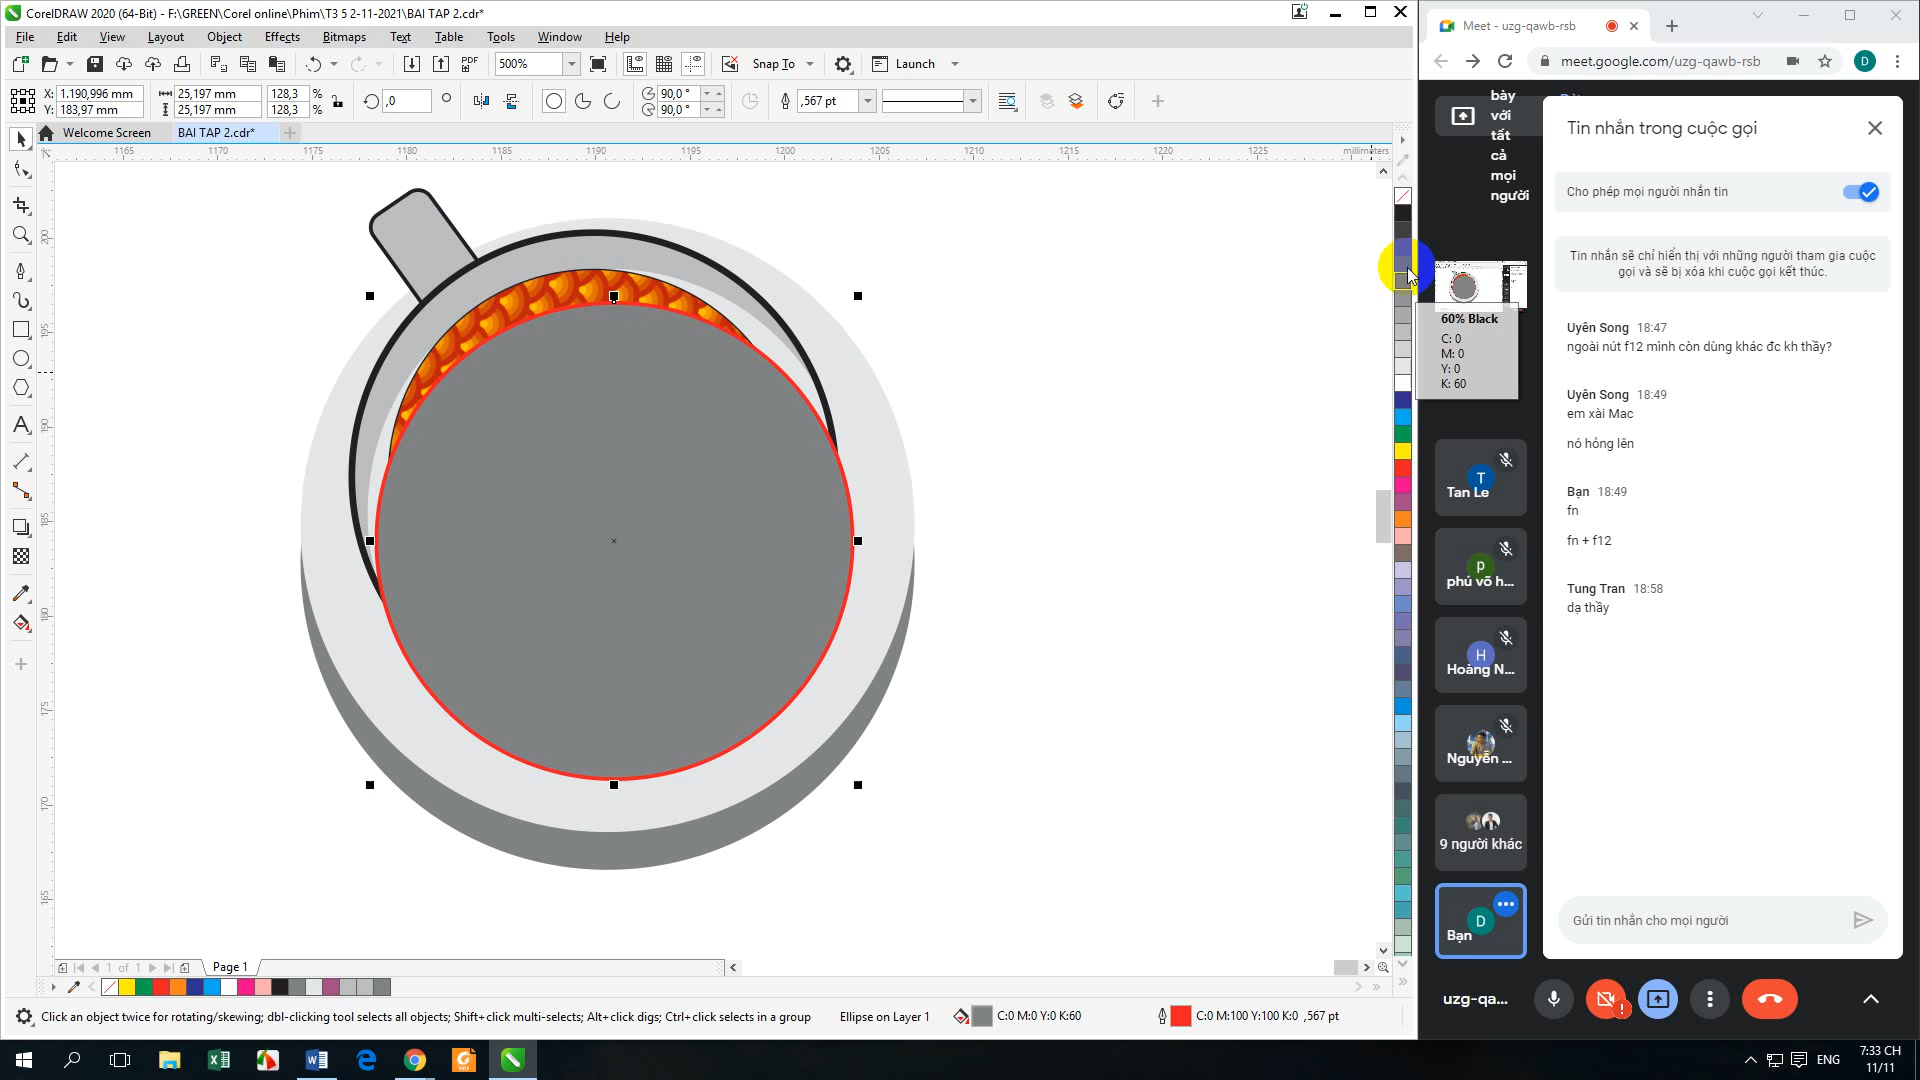 CorelDRAW 2020 (64-Bit) - F:\GREEN\Corel online\Phim\T3 5 2-11-2021\BAI TAP 2.cdr*
File Edit View Layout Object Effects Bitmaps Text Table Tools Window Help
PDF 500% Snap To Launch
X: 1.190,996 mm 25,197 mm 128,3 % ,0 90,0 ° ,567 pt
Y: 183,97 mm 25,197 mm 128,3 % 90,0 °
Welcome Screen BAI TAP 2.cdr*
1165 1170 1175 1180 1185 1190 1195 1200 1205 1210 1215 1220 1225 millimeters
200
195
190
185
180
175
170
165
60% Black
C: 0
M: 0
Y: 0
K: 60
1 of 1 Page 1
Click an object twice for rotating/skewing; dbl-clicking tool selects all objects; Shift+click multi-selects; Alt+click digs; Ctrl+click selects in a group Ellipse on Layer 1 C:0 M:0 Y:0 K:60 C:0 M:100 Y:100 K:0 ,567 pt
Meet - uzg-qawb-rsb
meet.google.com/uzg-qawb-rsb D
bày
với
tất
cả
mọi
người
Tin nhắn trong cuộc gọi
Cho phép mọi người nhắn tin
Tin nhắn sẽ chỉ hiển thị với những người tham gia cuộc
gọi và sẽ bị xóa khi cuộc gọi kết thúc.
Uyên Song 18:47
ngoài nút f12 mình còn dùng khác đc kh thầy?
Uyên Song 18:49
em xài Mac
nó hỏng lên
Bạn 18:49
fn
fn + f12
Tung Tran 18:58
dạ thầy
T
Tan Le
p
phú võ h...
H
Hoàng N...
Nguyễn ...
9 người khác
D
Bạn
Gửi tin nhắn cho mọi người
uzg-qa...
ENG
7:33 CH
11/11